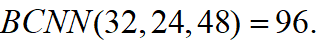 BCNN(32, 24, 48) = 96.